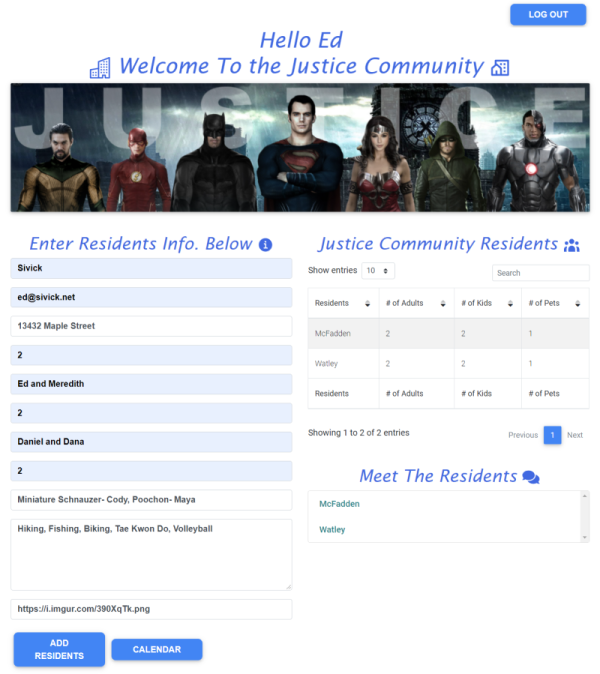 LOG OUT
Hello Ed
Welcome To the Justice Community
JUSTICE
Enter Residents Info. Below
Sivick
ed@sivick.net
13432 Maple Street
2
Ed and Meredith
2
Daniel and Dana
2
Miniature Schnauzer- Cody, Poochon- Maya
Hiking, Fishing, Biking, Tae Kwon Do, Volleyball
https://i.imgur.com/390XqTk.png
ADD
RESIDENTS
CALENDAR
Justice Community Residents
Show entries 10 Search
Residents # of Adults # of Kids # of Pets
McFadden 2 2 1
Watley 2 2 1
Residents # of Adults # of Kids # of Pets
Showing 1 to 2 of 2 entries Previous 1 Next
Meet The Residents
McFadden
Watley